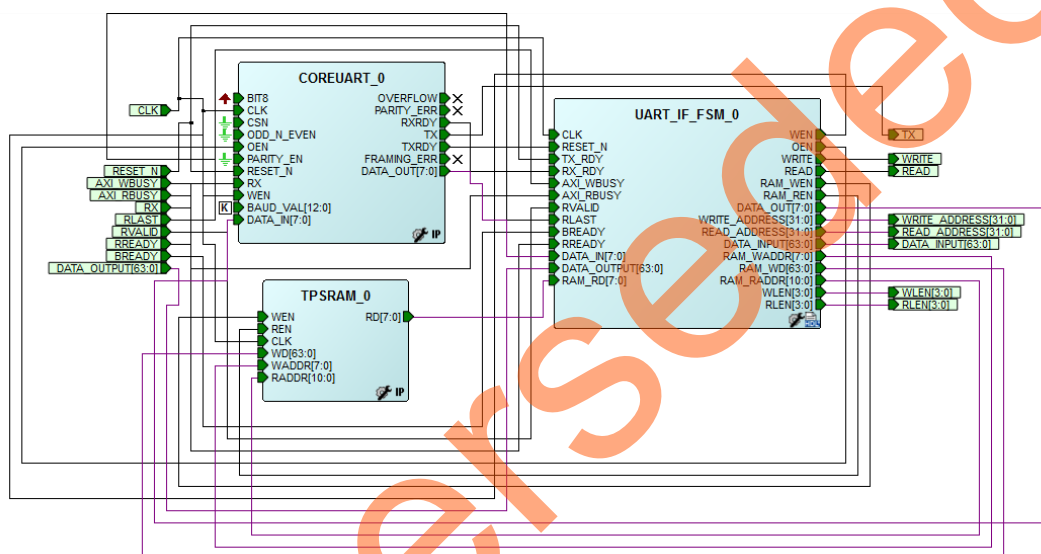 COREUART_0
BIT8
CLK
CSN
ODD_N_EVEN
OEN
PARITY_EN
RESET_N
RX
WEN
BAUD_VAL[12:0]
DATA_IN[7:0]
OVERFLOW
PARITY_ERR
RXRDY
TX
TXRDY
FRAMING_ERR
DATA_OUT[7:0]
K
IP
CLK
RESET_N
AXI_WBUSY
AXI_RBUSY
RX
RLAST
RVALID
RREADY
BREADY
DATA_OUTPUT[63:0]
TPSRAM_0
WEN
REN
CLK
WD[63:0]
WADDR[7:0]
RADDR[10:0]
RD[7:0]
IP
UART_IF_FSM_0
CLK
RESET_N
TX_RDY
RX_RDY
AXI_WBUSY
AXI_RBUSY
RVALID
RLAST
BREADY
RREADY
DATA_IN[7:0]
DATA_OUTPUT[63:0]
RAM_RD[7:0]
WEN
OEN
WRITE
READ
RAM_WEN
RAM_REN
DATA_OUT[7:0]
WRITE_ADDRESS[31:0]
READ_ADDRESS[31:0]
DATA_INPUT[63:0]
RAM_WADDR[7:0]
RAM_WD[63:0]
RAM_RADDR[10:0]
WLEN[3:0]
RLEN[3:0]
HDL
TX
WRITE
READ
WRITE_ADDRESS[31:0]
READ_ADDRESS[31:0]
DATA_INPUT[63:0]
WLEN[3:0]
RLEN[3:0]
ersede